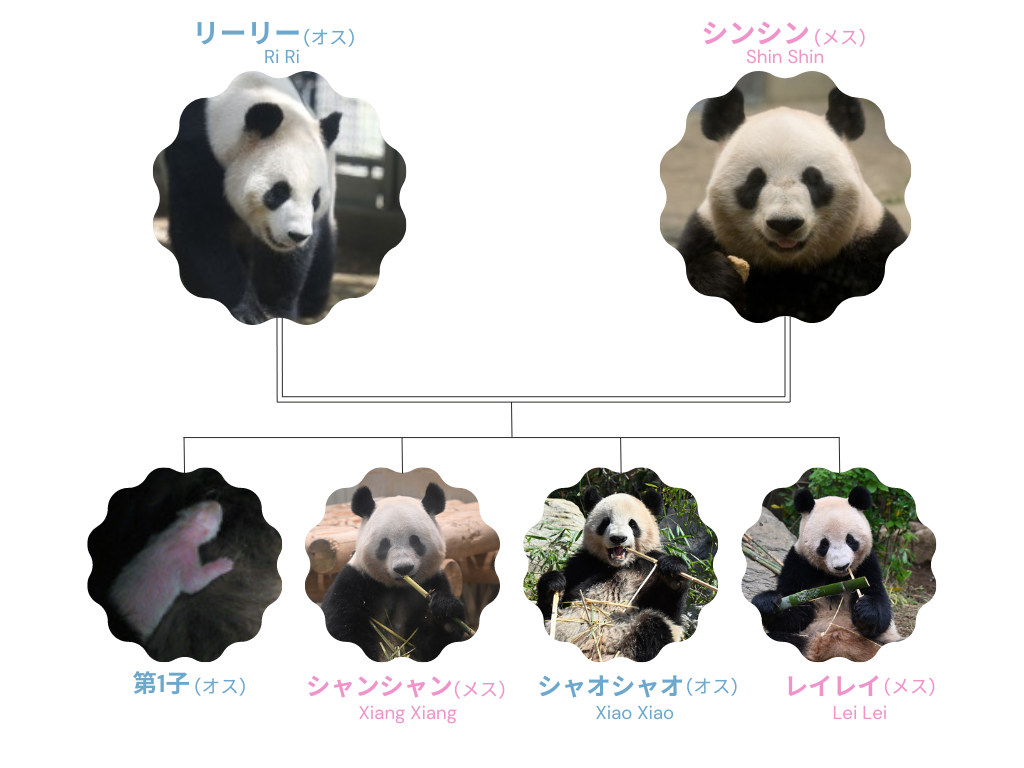 リーリー(オス)
Ri Ri
シンシン(メス)
Shin Shin
第1子(オス)
シャンシャン(メス)
Xiang Xiang
シャオシャオ(オス)
Xiao Xiao
レイレイ(メス)
Lei Lei